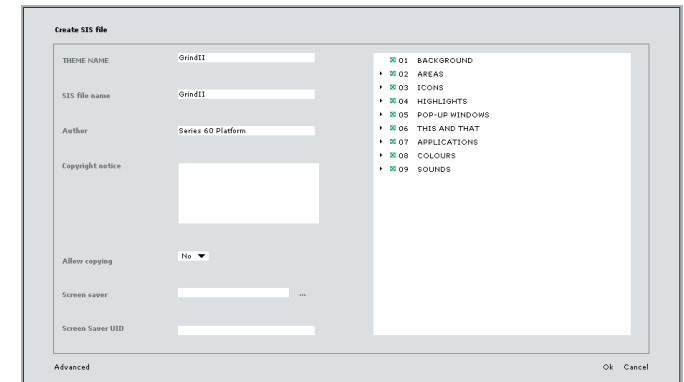 Create SIS file
THEME NAME
GrindII
SIS file name
GrindII
Author
Series 60 Platform
Copyright notice
Allow copying
No
Screen saver
...
Screen Saver UID
01 BACKGROUND
02 AREAS
03 ICONS
04 HIGHLIGHTS
05 POP-UP WINDOWS
06 THIS AND THAT
07 APPLICATIONS
08 COLOURS
09 SOUNDS
Advanced
Ok Cancel